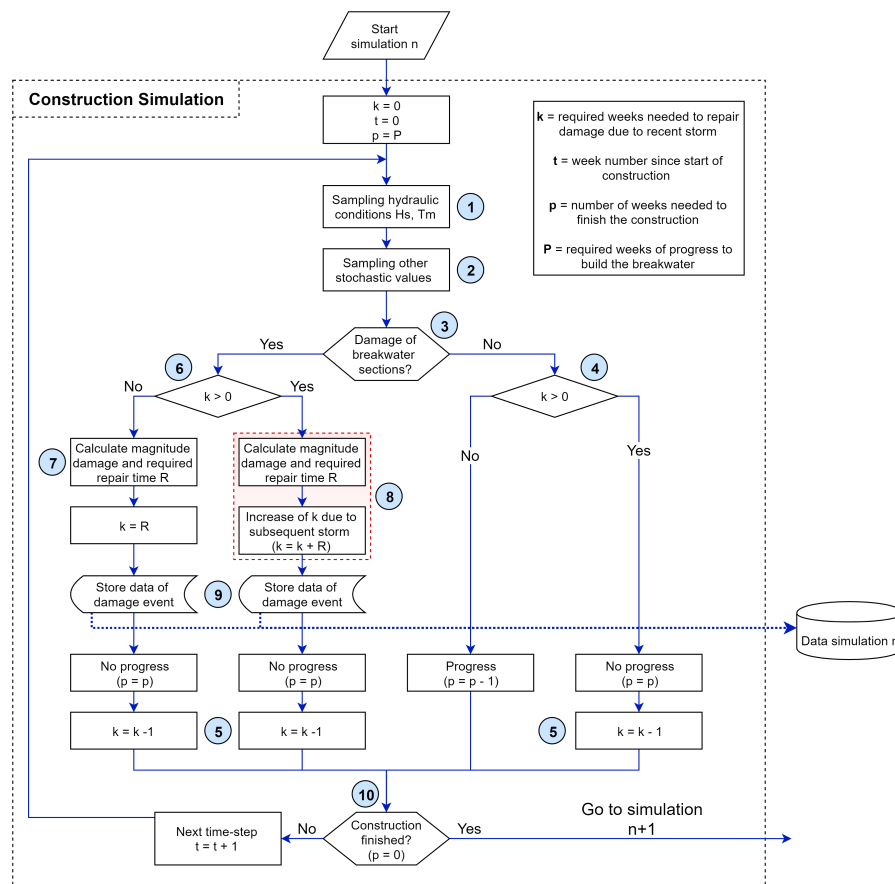 Start
simulation n
Construction Simulation
k = 0
t = 0
p = P
k = required weeks needed to repair
damage due to recent storm
t = week number since start of
construction
p = number of weeks needed to
finish the construction
P = required weeks of progress to
build the breakwater
Sampling hydraulic
conditions Hs, Tm
1
Sampling other
stochastic values
2
Damage of
breakwater
sections?
3
Yes
No
6
k > 0
4
k > 0
No
Yes
No
Yes
7
Calculate magnitude
damage and required
repair time R
Calculate magnitude
damage and required
repair time R
8
k = R
Increase of k due to
subsequent storm
(k = k + R)
Store data of
damage event
9
Store data of
damage event
Data simulation n
No progress
(p = p)
No progress
(p = p)
Progress
(p = p - 1)
No progress
(p = p)
k = k -1
5
k = k -1
5
k = k - 1
10
Construction
finished?
(p = 0)
No
Yes
Next time-step
t = t + 1
Go to simulation
n+1